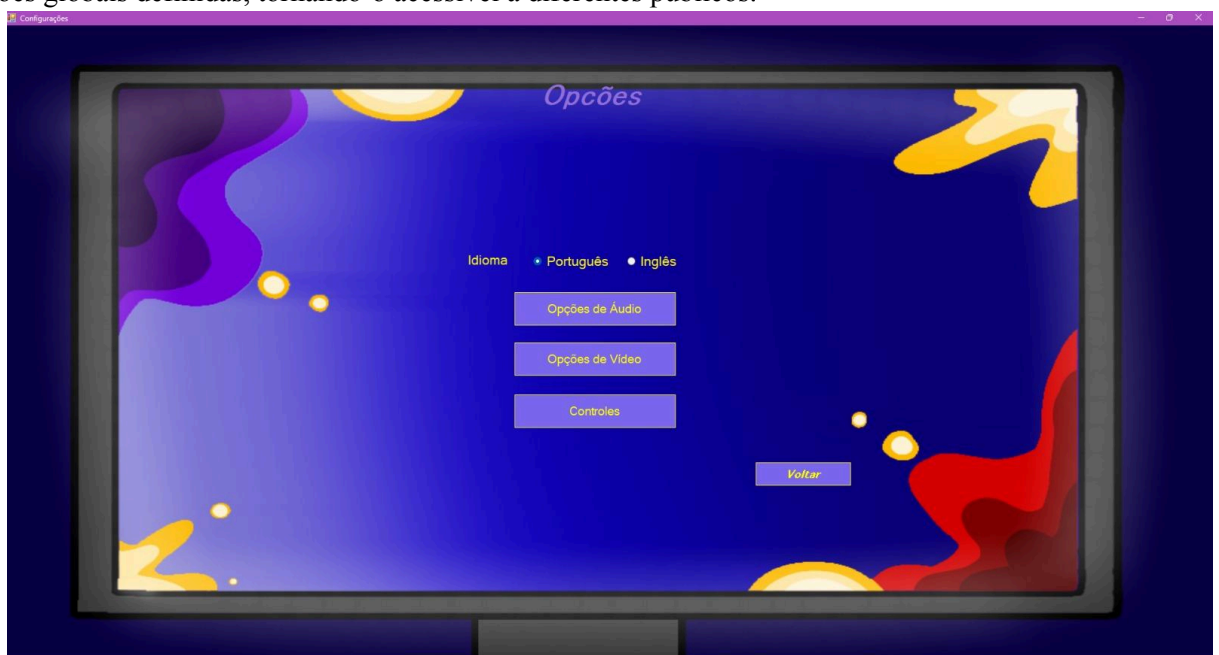 ões globais definidas, tornando-o acessível a diferentes públicos.
Configurações
Opcões
Idioma Português Inglês
Opções de Áudio
Opções de Vídeo
Controles
Voltar